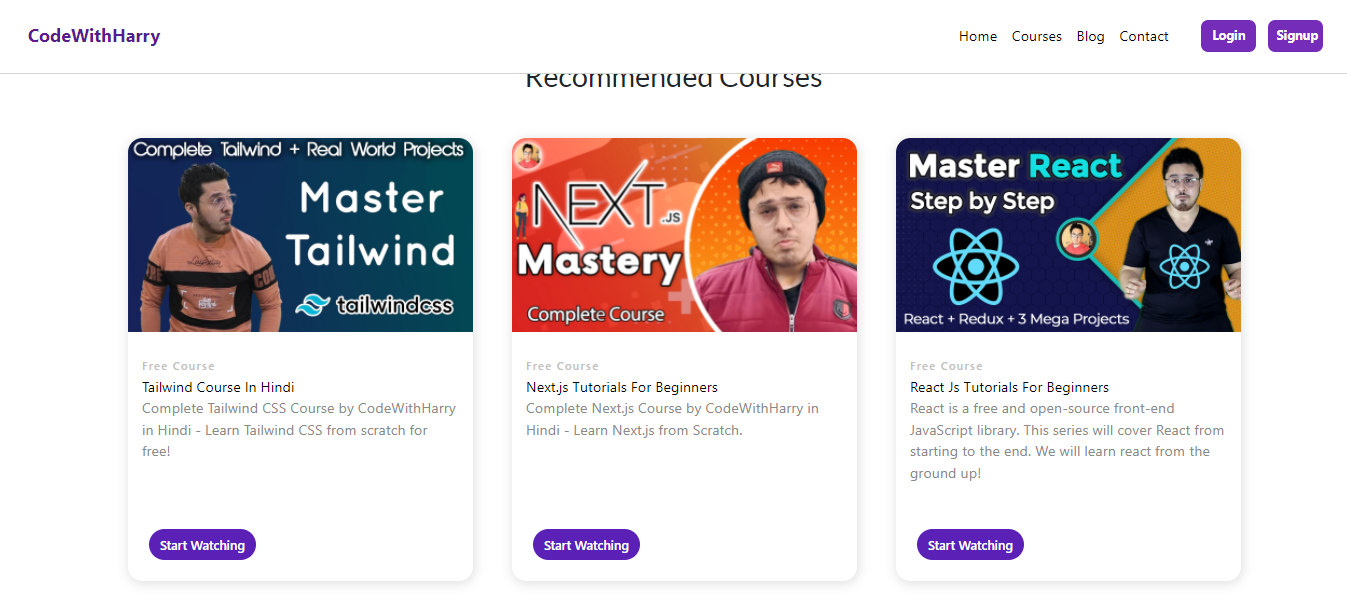 CodeWithHarry
Home Courses Blog Contact Login Signup
Recommended Courses
Complete Tailwind + Real World Projects
Master
Tailwind
tailwindcss
Free Course
Tailwind Course In Hindi
Complete Tailwind CSS Course by CodeWithHarry
in Hindi - Learn Tailwind CSS from scratch for
free!
Start Watching
NEXT.JS
Mastery
Complete Course
Free Course
Next.js Tutorials For Beginners
Complete Next.js Course by CodeWithHarry in
Hindi - Learn Next.js from Scratch.
Start Watching
Master React
Step by Step
React + Redux + 3 Mega Projects
Free Course
React Js Tutorials For Beginners
React is a free and open-source front-end
JavaScript library. This series will cover React from
starting to the end. We will learn react from the
ground up!
Start Watching